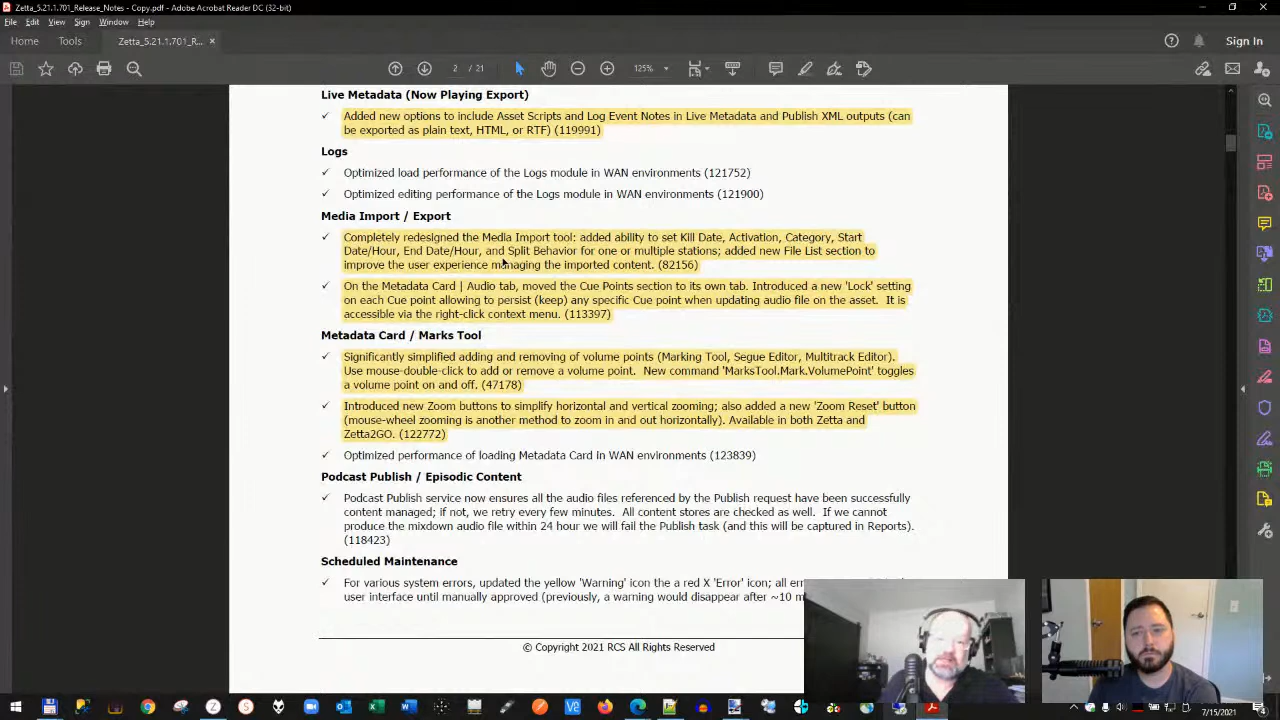 Zetta_5.21.1.701_Release_Notes - Copy.pdf - Adobe Acrobat Reader DC (32-bit)
File Edit View Sign Window Help
Home Tools Zetta_5.21.1.701_R... × Sign In
2 / 21 125%
Live Metadata (Now Playing Export)
✓ Added new options to include Asset Scripts and Log Event Notes in Live Metadata and Publish XML outputs (can
be exported as plain text, HTML, or RTF) (119991)
Logs
✓ Optimized load performance of the Logs module in WAN environments (121752)
✓ Optimized editing performance of the Logs module in WAN environments (121900)
Media Import / Export
✓ Completely redesigned the Media Import tool: added ability to set Kill Date, Activation, Category, Start
Date/Hour, End Date/Hour, and Split Behavior for one or multiple stations; added new File List section to
improve the user experience managing the imported content. (82156)
✓ On the Metadata Card | Audio tab, moved the Cue Points section to its own tab. Introduced a new 'Lock' setting
on each Cue point allowing to persist (keep) any specific Cue point when updating audio file on the asset. It is
accessible via the right-click context menu. (113397)
Metadata Card / Marks Tool
✓ Significantly simplified adding and removing of volume points (Marking Tool, Segue Editor, Multitrack Editor).
Use mouse-double-click to add or remove a volume point. New command 'MarksTool.Mark.VolumePoint' toggles
a volume point on and off. (47178)
✓ Introduced new Zoom buttons to simplify horizontal and vertical zooming; also added a new 'Zoom Reset' button
(mouse-wheel zooming is another method to zoom in and out horizontally). Available in both Zetta and
Zetta2GO. (122772)
✓ Optimized performance of loading Metadata Card in WAN environments (123839)
Podcast Publish / Episodic Content
✓ Podcast Publish service now ensures all the audio files referenced by the Publish request have been successfully
content managed; if not, we retry every few minutes. All content stores are checked as well. If we cannot
produce the mixdown audio file within 24 hour we will fail the Publish task (and this will be captured in Reports).
(118423)
Scheduled Maintenance
✓ For various system errors, updated the yellow 'Warning' icon the a red X 'Error' icon; all
user interface until manually approved (previously, a warning would disappear after ~10
© Copyright 2021 RCS All Rights Reserved
7/15/2021